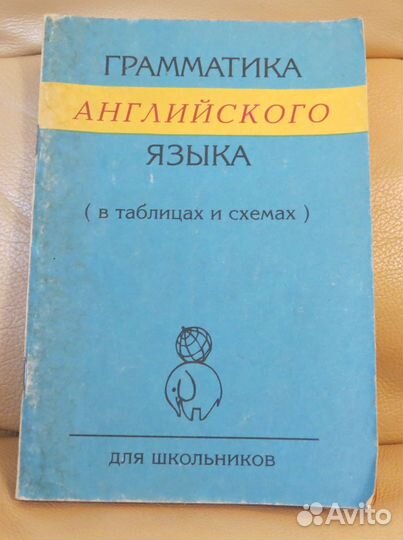 ГРАММАТИКА
АНГЛИЙСКОГО
ЯЗЫКА
( в таблицах и схемах )
ДЛЯ ШКОЛЬНИКОВ
Avito